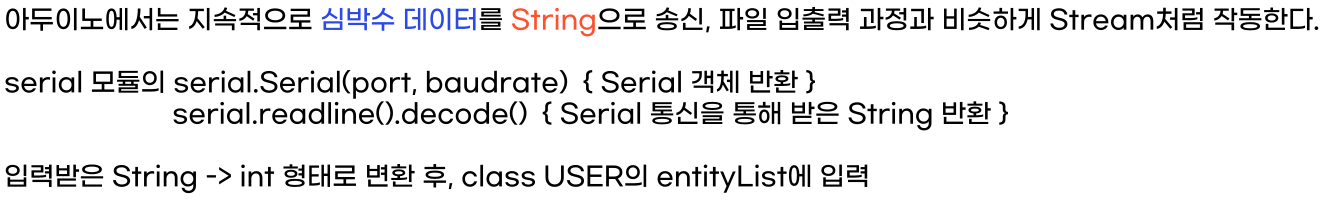 아두이노에서는 지속적으로 심박수 데이터를 String으로 송신, 파일 입출력 과정과 비슷하게 Stream처럼 작동한다.
serial 모듈의 serial.Serial(port, baudrate) { Serial 객체 반환 }
serial.readline().decode() { Serial 통신을 통해 받은 String 반환 }
입력받은 String -> int 형태로 변환 후, class USER의 entityList에 입력